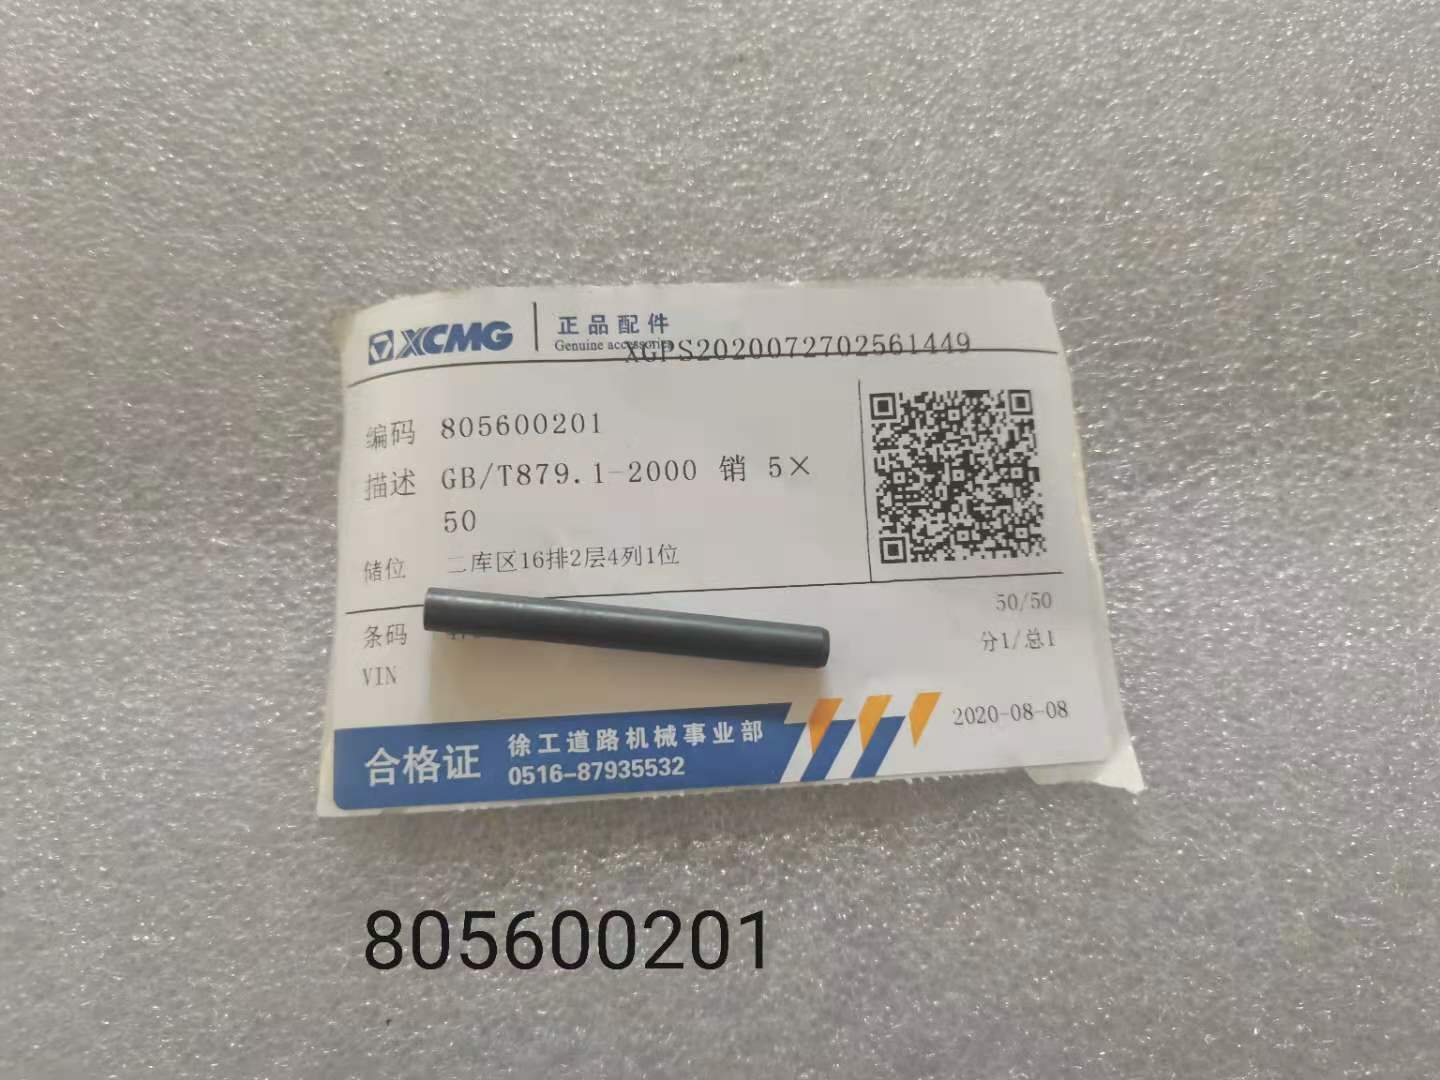 XCMG 正品配件
Genuine accessories
XGPS2020072702561449
编码 805600201
描述 GB/T879.1-2000 销 5×
50
储位 二库区16排2层4列1位
条码
50/50
分1/总1
VIN
2020-08-08
合格证 徐工道路机械事业部
0516-87935532
805600201